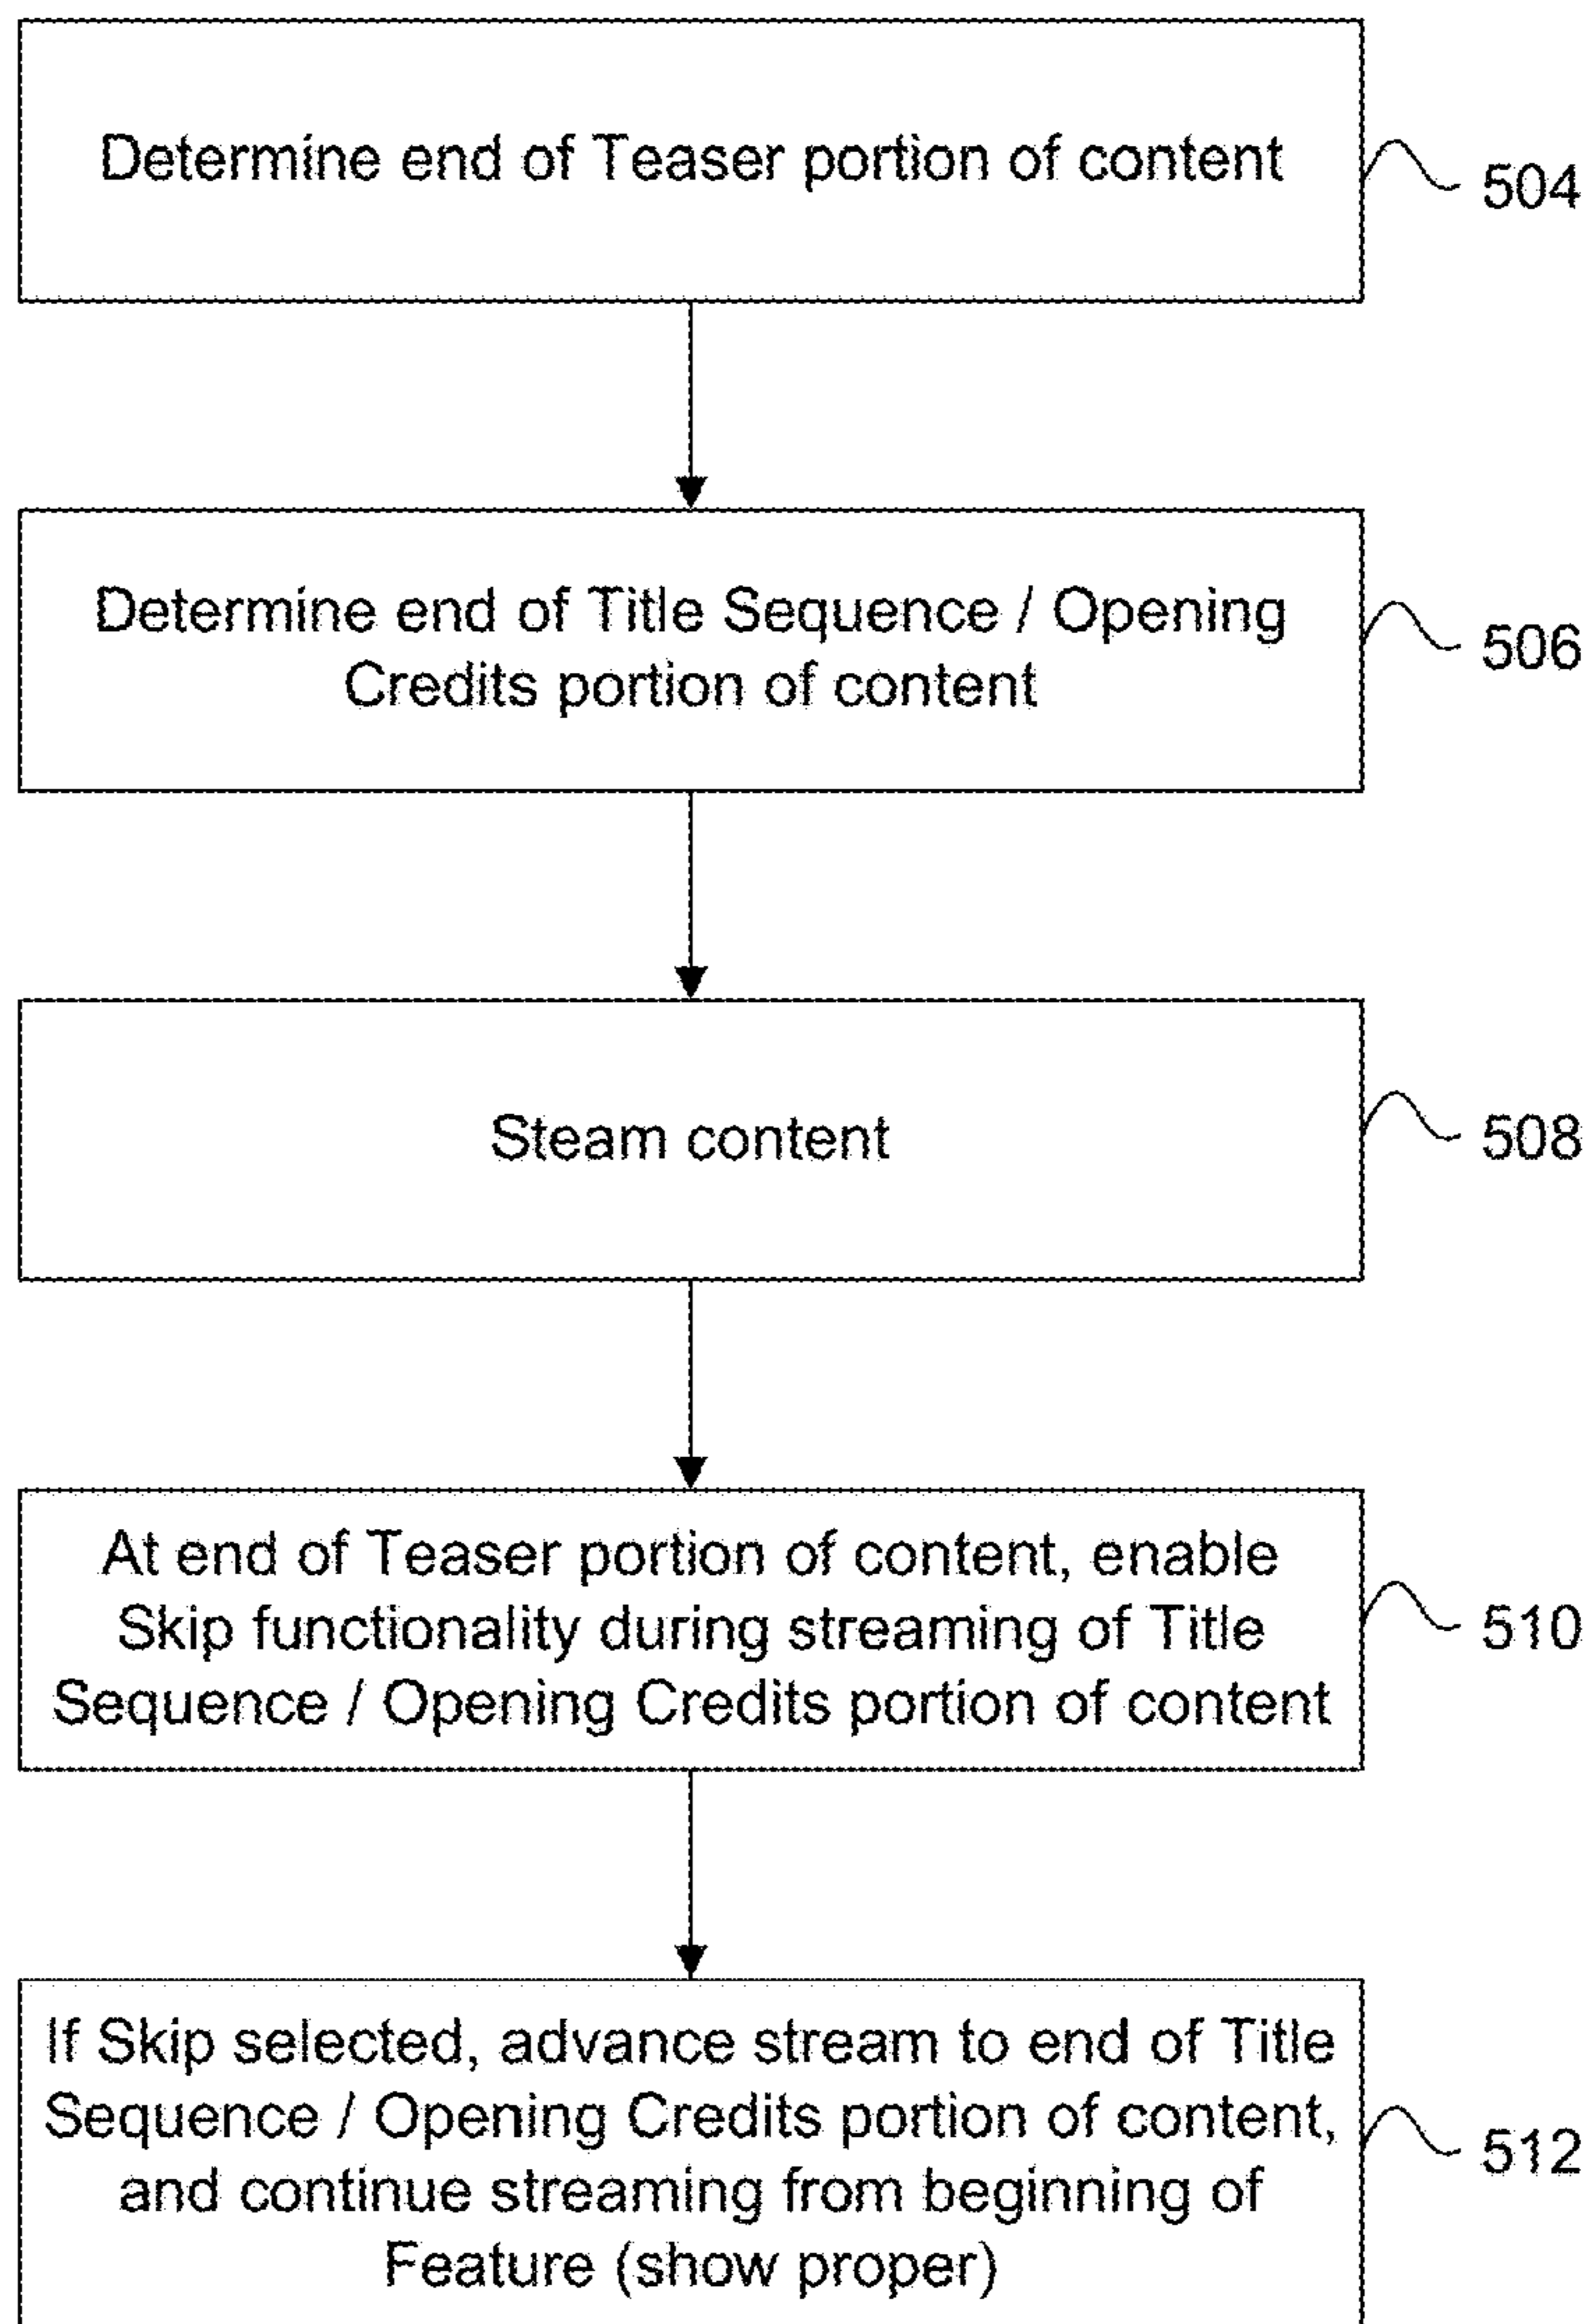 Determine end of Teaser portion of content
504
Determine end of Title Sequence / Opening
Credits portion of content
506
Steam content
508
At end of Teaser portion of content, enable
Skip functionality during streaming of Title
Sequence / Opening Credits portion of content
510
If Skip selected, advance stream to end of Title
Sequence / Opening Credits portion of content,
and continue streaming from beginning of
Feature (show proper)
512